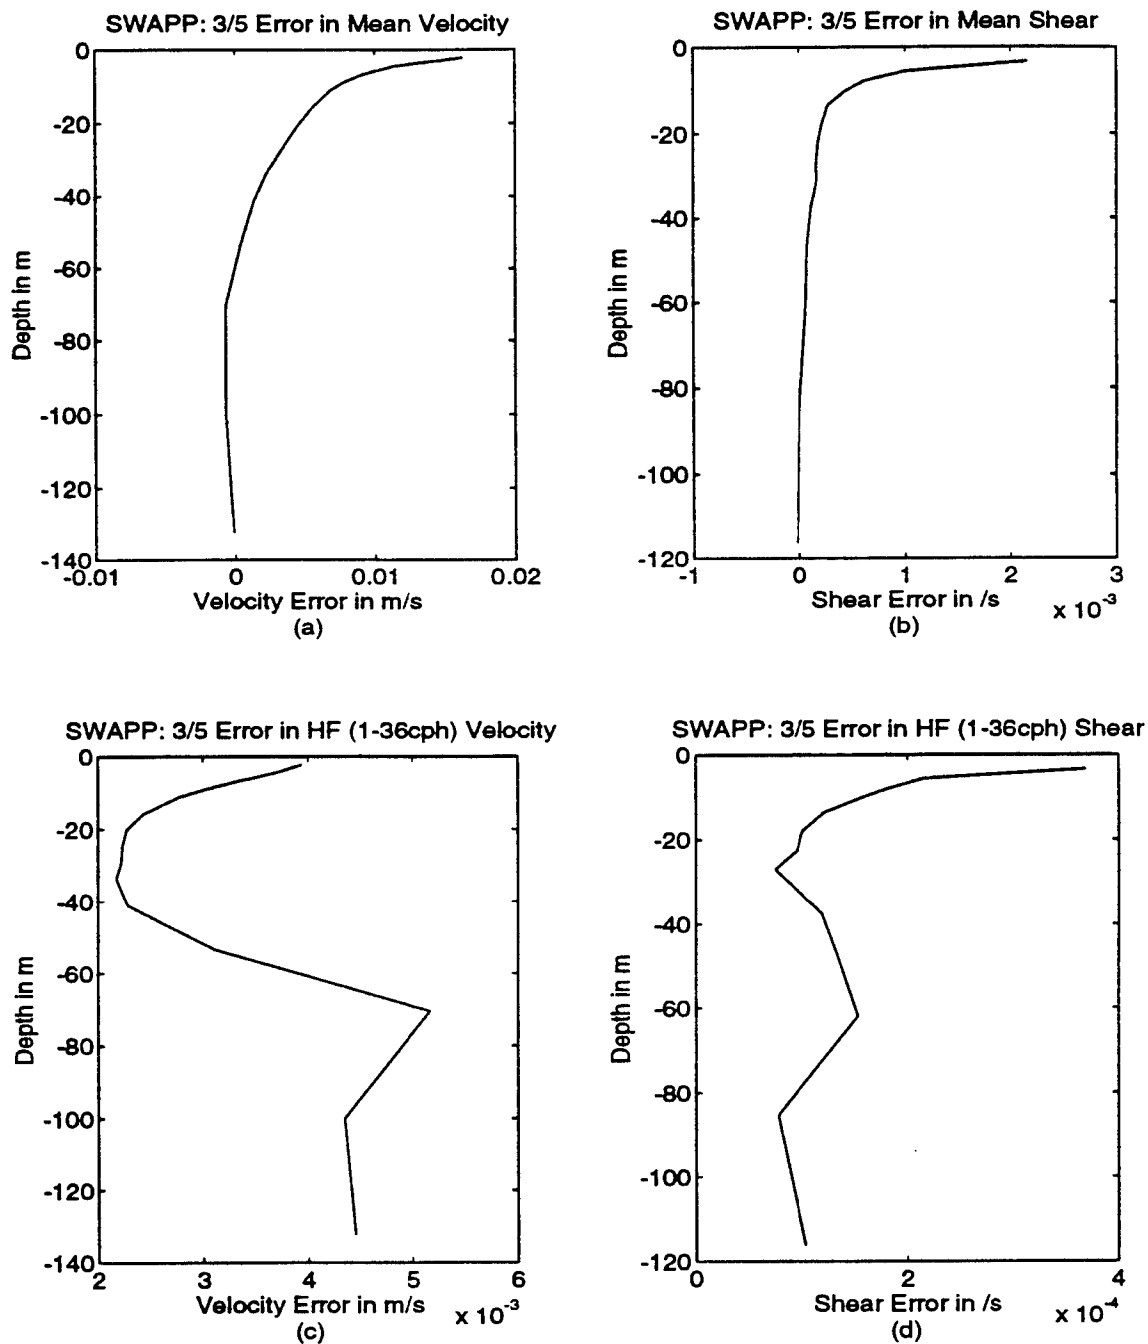 SWAPP: 3/5 Error in Mean Velocity
0
-20
-40
-60
-80
-100
-120
-140
Depth in m
-0.01
0
0.01
0.02
Velocity Error in m/s
(a)
SWAPP: 3/5 Error in Mean Shear
0
-20
-40
-60
-80
-100
-120
Depth in m
-1
0
1
2
3
Shear Error in /s
x 10-3
(b)
SWAPP: 3/5 Error in HF (1-36cph) Velocity
0
-20
-40
-60
-80
-100
-120
-140
Depth in m
2
3
4
5
6
Velocity Error in m/s
x 10-3
(c)
SWAPP: 3/5 Error in HF (1-36cph) Shear
0
-20
-40
-60
-80
-100
-120
Depth in m
0
2
4
Shear Error in /s
x 10-4
(d)